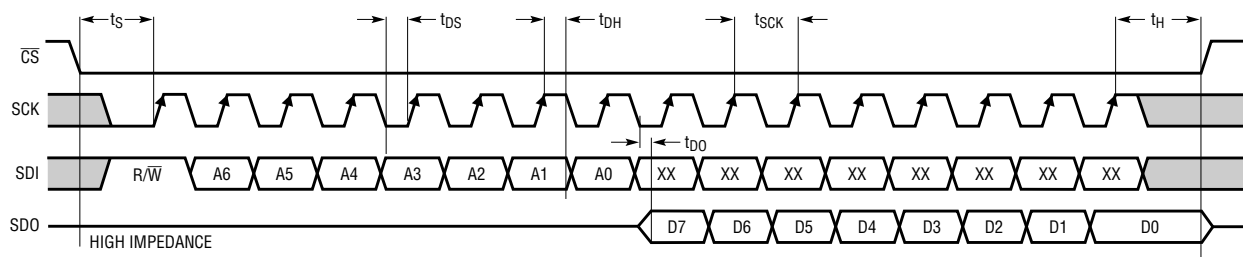 tS tDS tDH tSCK tH
CS
SCK
tDO
SDI R/W A6 A5 A4 A3 A2 A1 A0 XX XX XX XX XX XX XX XX
SDO D7 D6 D5 D4 D3 D2 D1 D0
HIGH IMPEDANCE